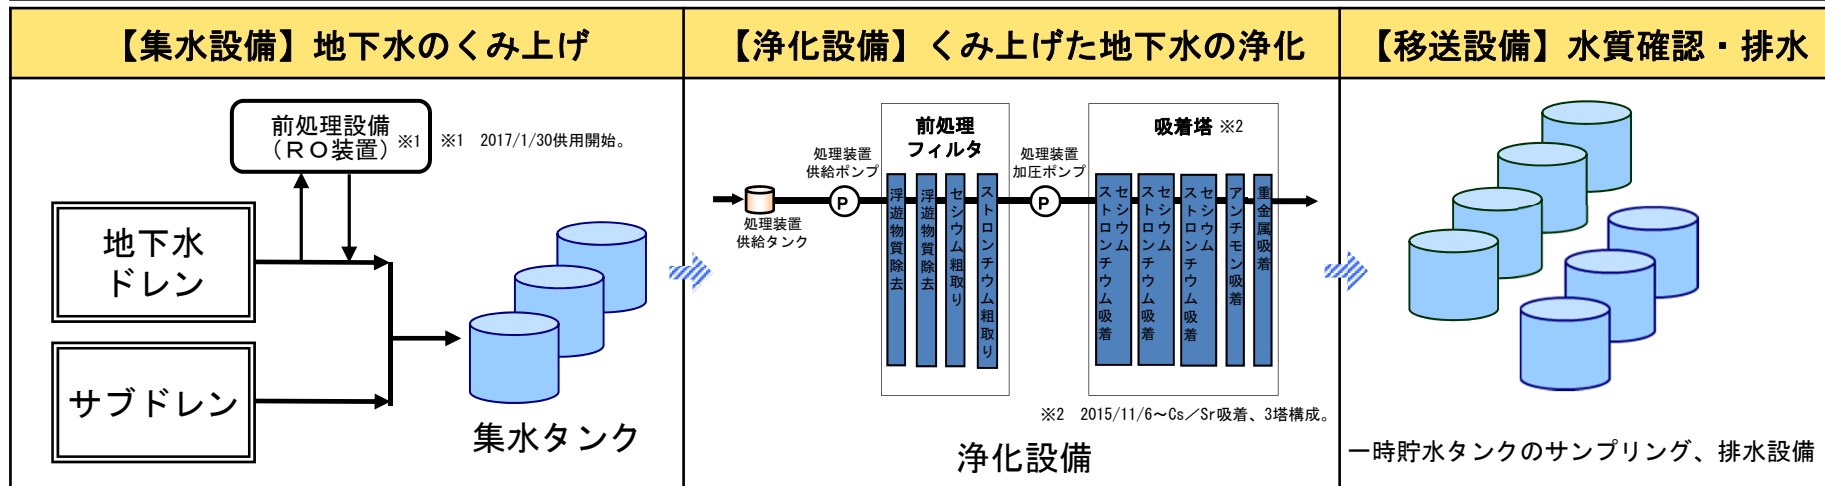 【集水設備】地下水のくみ上げ
【浄化設備】くみ上げた地下水の浄化
【移送設備】水質確認・排水
前処理設備
（ＲＯ装置）※1
※1　2017/1/30供用開始。
地下水
ドレン
サブドレン
集水タンク
処理装置
供給タンク
処理装置
供給ポンプ
P
前処理
フィルタ
浮遊物質除去
浮遊物質除去
セシウム粗取り
ストロンチウム粗取り
処理装置
加圧ポンプ
P
吸着塔 ※2
セシウム
ストロンチウム吸着
セシウム
ストロンチウム吸着
セシウム
ストロンチウム吸着
アンチモン吸着
重金属吸着
※2　2015/11/6～Cs／Sr吸着、3塔構成。
浄化設備
一時貯水タンクのサンプリング、排水設備